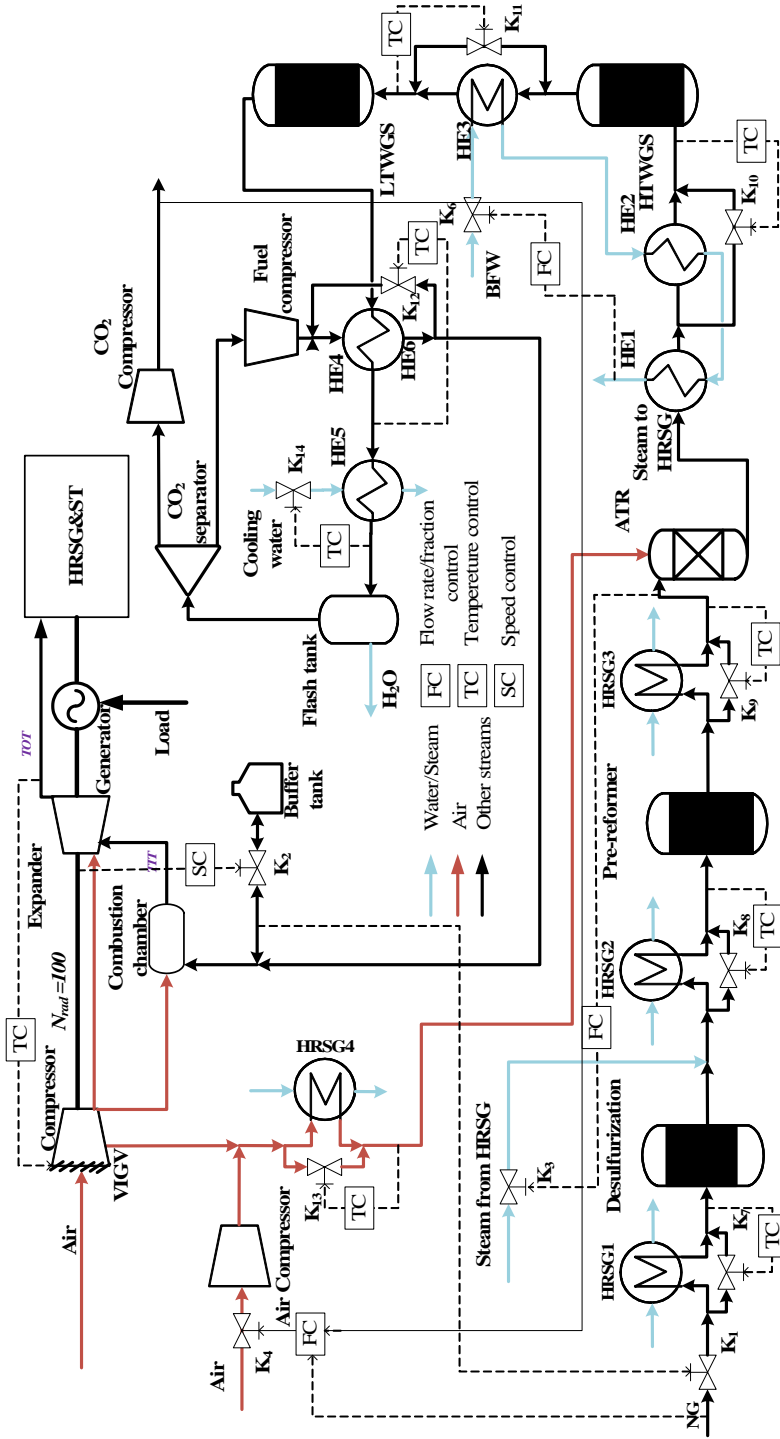 Air
TC
Compressor
VIGV
N_rad =100
Expander
TOT
Generator
Load
HRSG&ST
Combustion
chamber
TIT
SC
K2
Buffer
tank
Air
K4
Air Compressor
FC
K13
TC
HRSG4
CO2
Compressor
CO2
separator
Fuel
compressor
Flash tank
H2O
Cooling
water
K14
TC
HE5
HE4
HE6
K12
TC
LTWGS
TC
K11
HE3
K6
BFW
FC
Water/Steam
Air
Other streams
FC
Flow rate/fraction
control
TC
Tempereture control
SC
Speed control
Steam from HRSG
K3
FC
NG
K1
HRSG1
K7
TC
Desulfurization
HRSG2
K8
TC
Pre-reformer
HRSG3
K9
TC
ATR
Steam to
HRSG
HE1
HE2
HTWGS
K10
TC